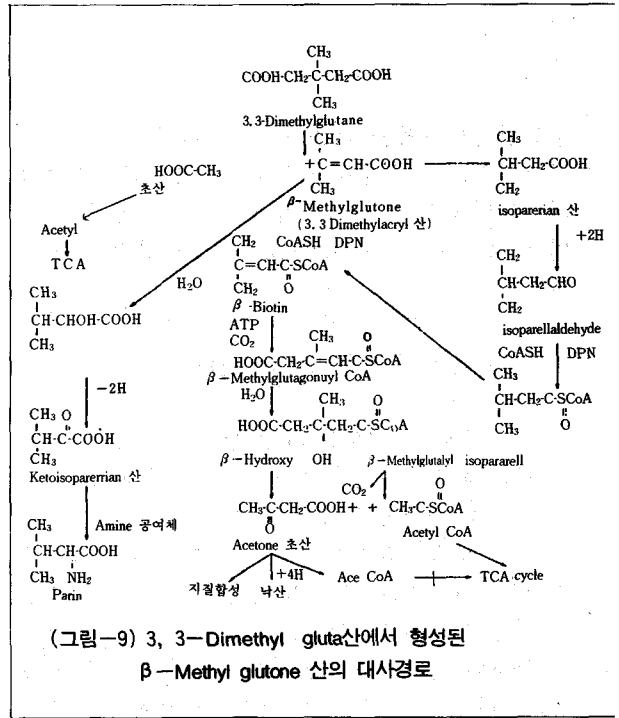 CH₃
COOH-CH₂-C-CH₂-COOH
CH₃
3, 3-Dimethylglutane
CH₃
+ C=CH-COOH
CH₃
β-Methylglutone
(3. 3 Dimethylacryl 산)
CH₃
CH-CH₂-COOH
CH₂
isoparerian 산
+2H
CH₂
CH-CH₂-CHO
CH₂
isoparellaldehyde
CoASH DPN
CH₃
CH-CH₂-C-SCoA
CH₃ O
HOOC-CH₃
초산
Acetyl
TCA
H₂O
CH₃
CH-CHOH-COOH
CH₃
-2H
CH₃ O
CH-C-COOH
CH₃
Ketoisoparerrian 산
Amine 공여체
CH₃
CH-CH-COOH
CH₃ NH₂
Parin
CH₂ CoASH DPN
C=CH-C-SCoA
CH₂ O
β-Biotin
ATP
CO₂
CH₃ O
HOOC-CH₂-C=CH-C-SCoA
β-Methylglutagonuyl CoA
H₂O
CH₃ O
HOOC-CH₂-C-CH₂-C-SCoA
β-Hydroxy OH β-Methylglutalyl isopararell
CO₂
O
CH₃-C-CH₂-COOH+ + CH₃-C-SCoA
O
Acetone 초산
Acetyl CoA
+4H
지질합성 낙산 Ace CoA TCA cycle
(그림-9) 3, 3-Dimethyl gluta산에서 형성된
β-Methyl glutone 산의 대사경로